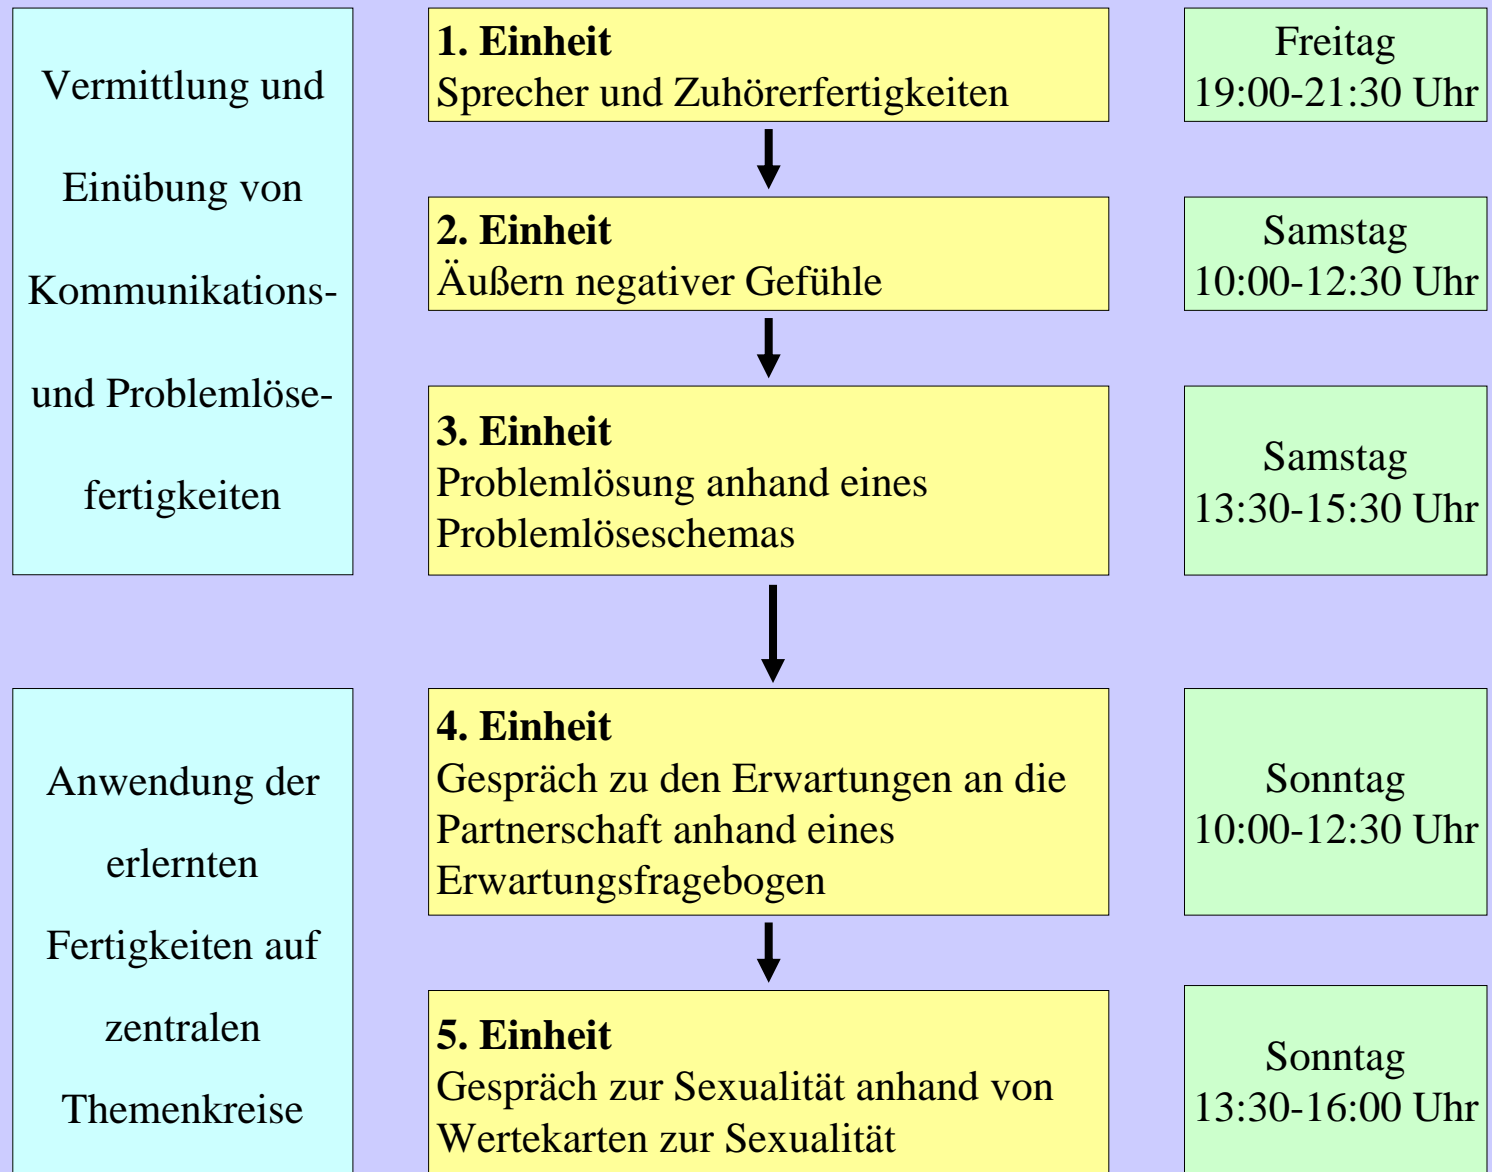 Vermittlung und
Einübung von
Kommunikations-
und Problemlöse-
fertigkeiten
1. Einheit
Sprecher und Zuhörerfertigkeiten
Freitag
19:00-21:30 Uhr
2. Einheit
Äußern negativer Gefühle
Samstag
10:00-12:30 Uhr
3. Einheit
Problemlösung anhand eines
Problemlöseschemas
Samstag
13:30-15:30 Uhr
Anwendung der
erlernten
Fertigkeiten auf
zentralen
Themenkreise
4. Einheit
Gespräch zu den Erwartungen an die
Partnerschaft anhand eines
Erwartungsfragebogen
Sonntag
10:00-12:30 Uhr
5. Einheit
Gespräch zur Sexualität anhand von
Wertekarten zur Sexualität
Sonntag
13:30-16:00 Uhr